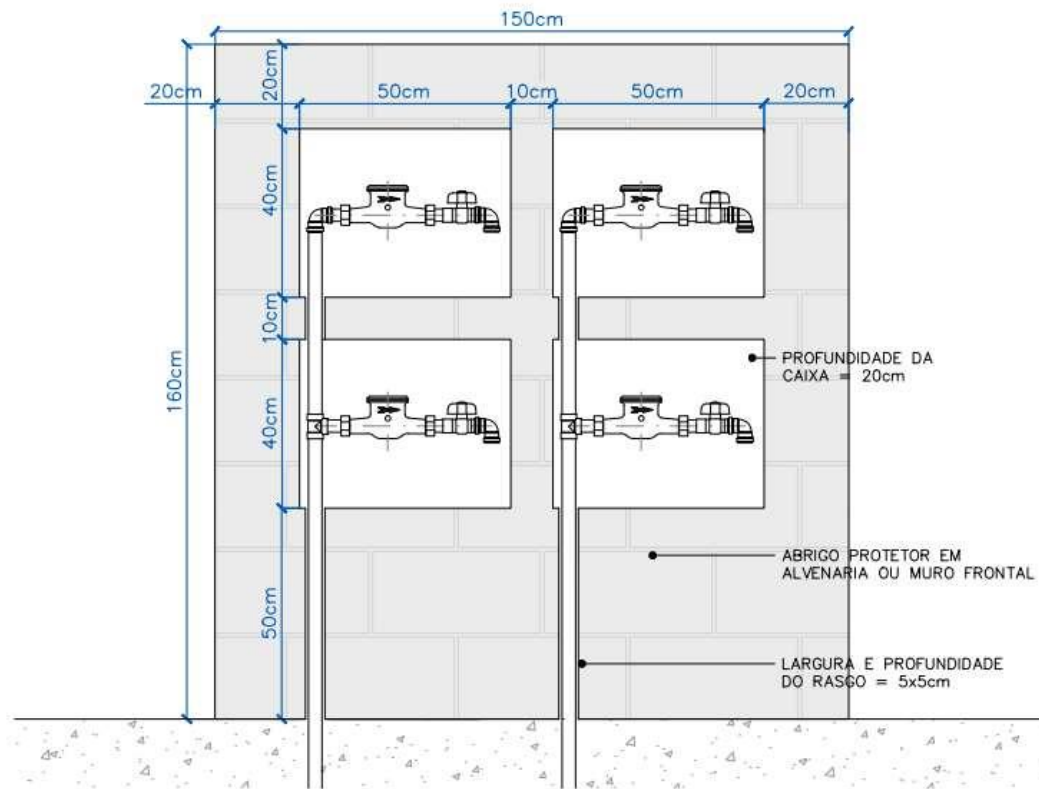 150cm
20cm
20cm
50cm
10cm
50cm
20cm
40cm
10cm
160cm
40cm
50cm
PROFUNDIDADE DA
CAIXA = 20cm
ABRIGO PROTETOR EM
ALVENARIA OU MURO FRONTAL
LARGURA E PROFUNDIDADE
DO RASGO = 5x5cm